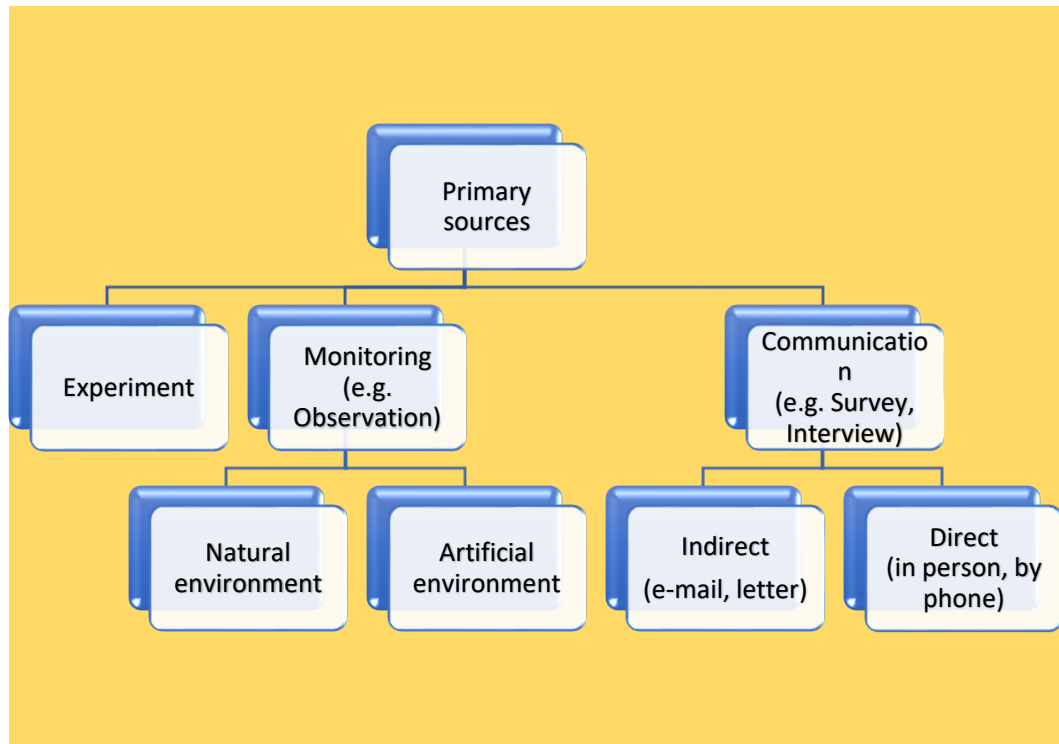 Primary
sources
Experiment
Monitoring
(e.g.
Observation)
Communicatio
n
(e.g. Survey,
Interview)
Natural
environment
Artificial
environment
Indirect
(e-mail, letter)
Direct
(in person, by
phone)